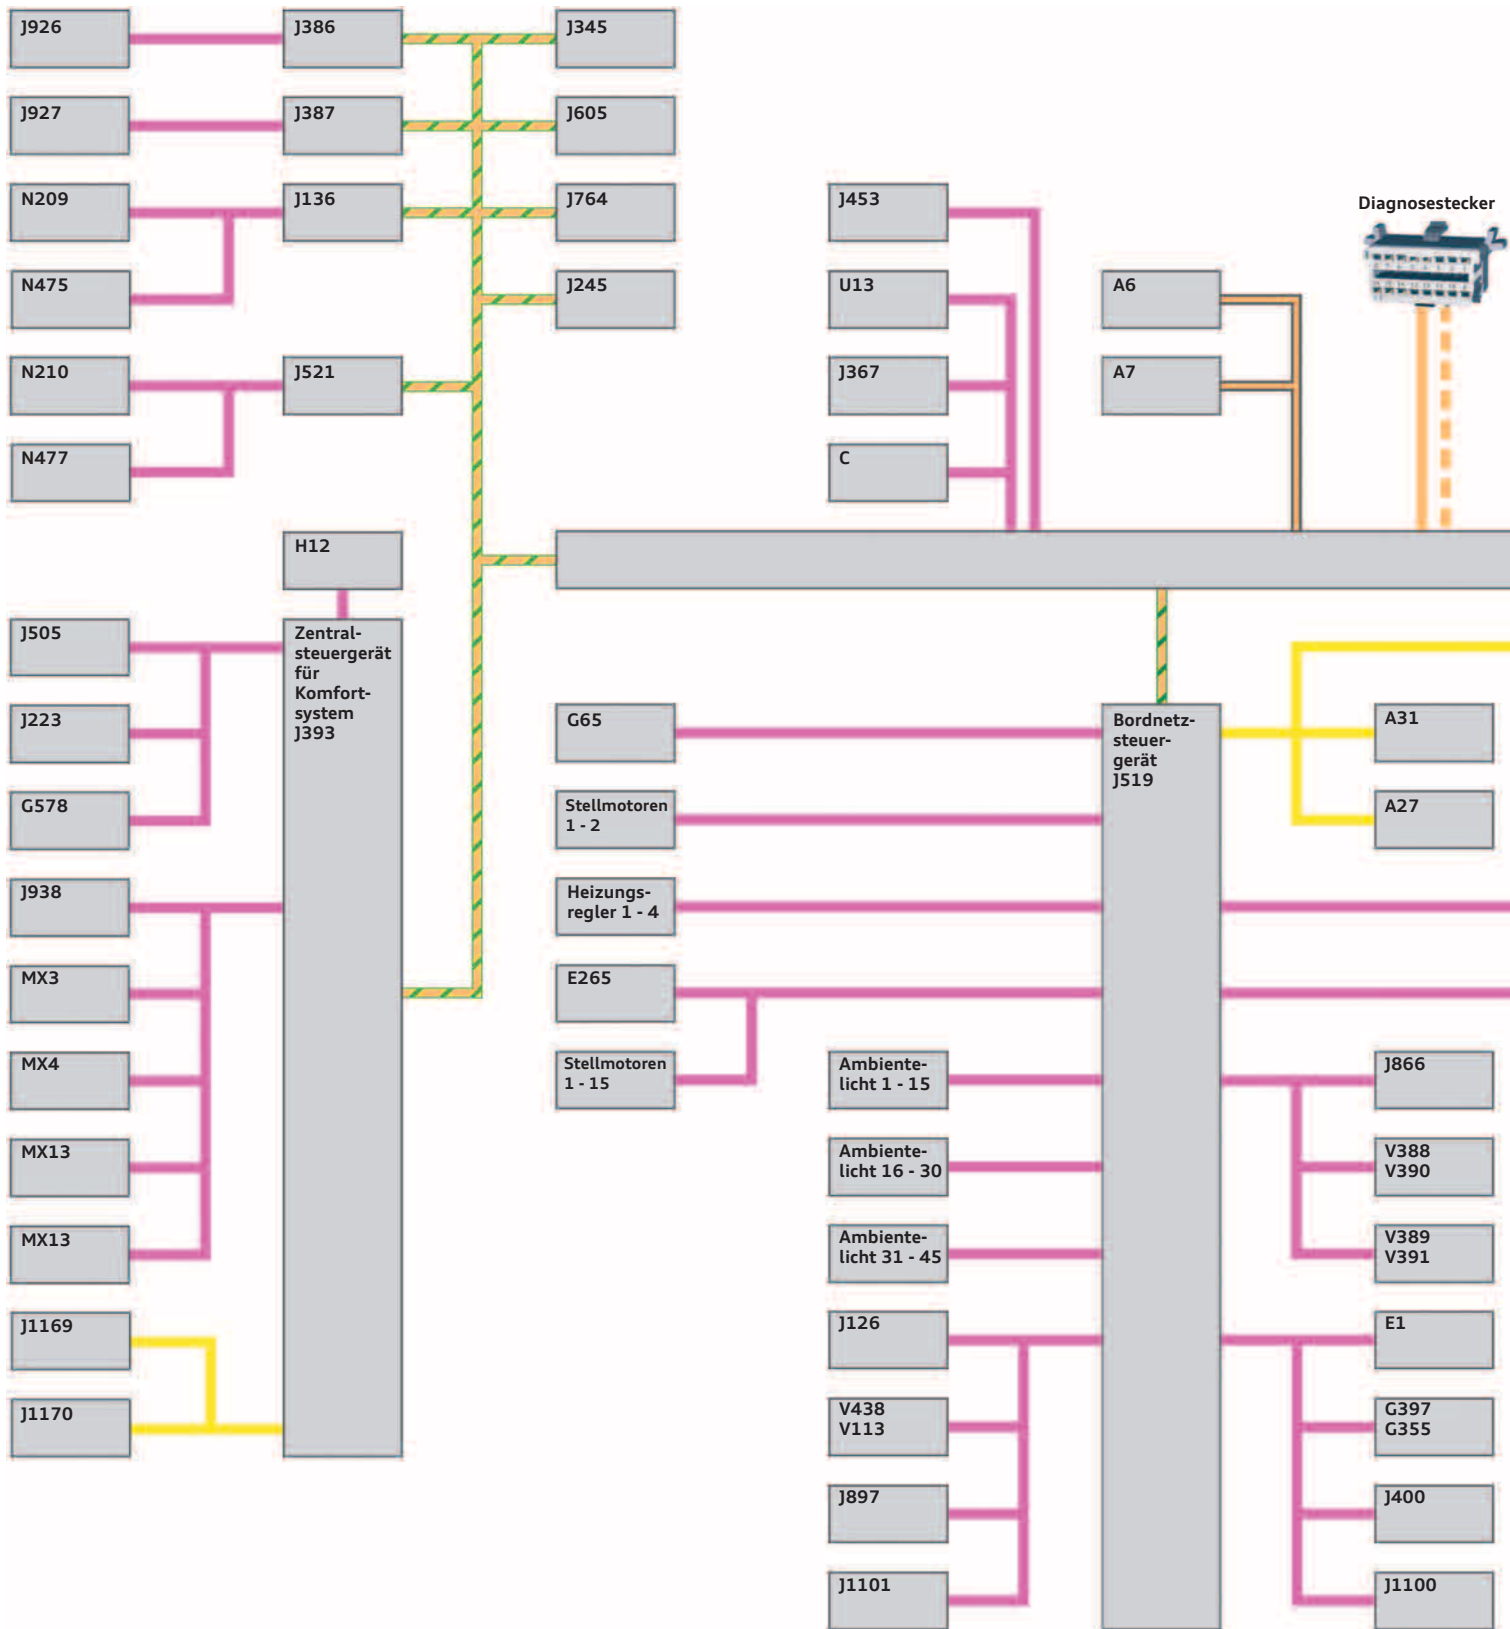 J926
J386
J345
J927
J387
J605
N209
J136
J764
J453
Diagnosestecker
N475
J245
U13
A6
N210
J521
J367
A7
N477
C
H12
J505
Zentral-
steuergerät
für
Komfort-
system
J393
J223
G65
Bordnetz-
steuer-
gerät
J519
A31
G578
Stellmotoren
1 - 2
A27
J938
Heizungs-
regler 1 - 4
MX3
E265
MX4
Stellmotoren
1 - 15
Ambiente-
licht 1 - 15
J866
MX13
Ambiente-
licht 16 - 30
V388
V390
MX13
Ambiente-
licht 31 - 45
V389
V391
J1169
J126
E1
J1170
V438
V113
G397
G355
J897
J400
J1101
J1100